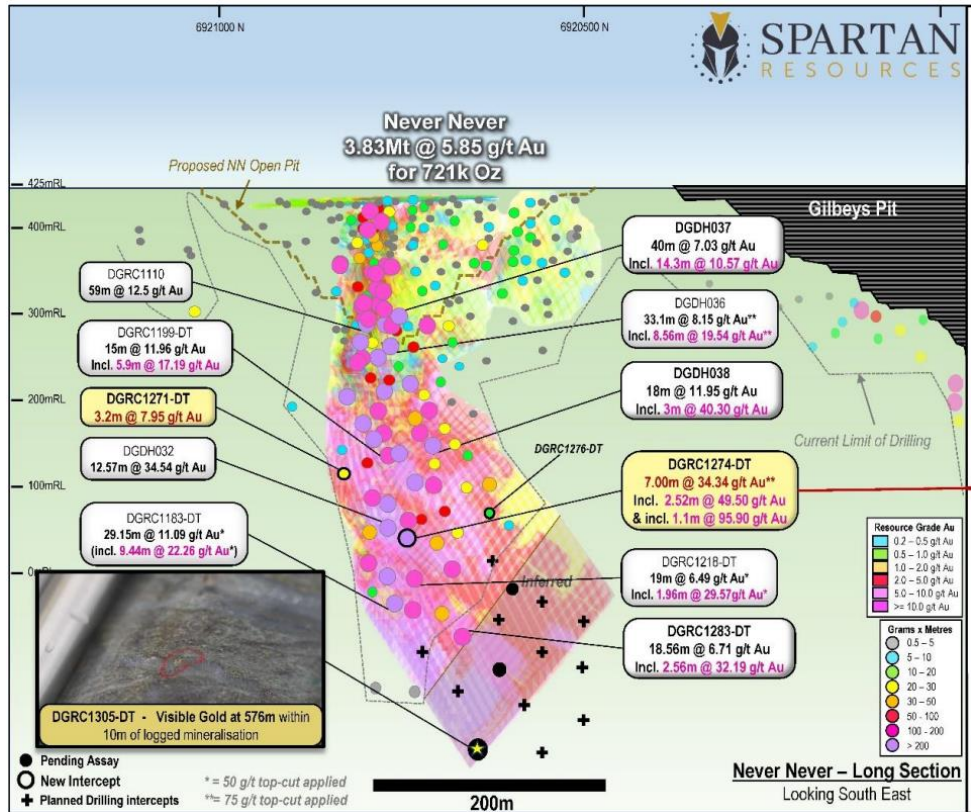 6921000 N
6920500 N
SPARTAN
RESOURCES
Never Never
3.83Mt @ 5.85 g/t Au
for 721k Oz
Proposed NN Open Pit
425mRL
400mRL
300mRL
200mRL
100mRL
Gilbeys Pit
DGRC1110
59m @ 12.5 g/t Au
DGRC1199-DT
15m @ 11.96 g/t Au
Incl. 5.9m @ 17.19 g/t Au
DGRC1271-DT
3.2m @ 7.95 g/t Au
DGDH032
12.57m @ 34.54 g/t Au
DGRC1183-DT
29.15m @ 11.09 g/t Au*
(incl. 9.44m @ 22.26 g/t Au*)
DGDH037
40m @ 7.03 g/t Au
Incl. 14.3m @ 10.57 g/t Au
DGDH036
33.1m @ 8.15 g/t Au**
Incl. 8.56m @ 19.54 g/t Au**
DGDH038
18m @ 11.95 g/t Au
Incl. 3m @ 40.30 g/t Au
Current Limit of Drilling
DGRC1276-DT
DGRC1274-DT
7.00m @ 34.34 g/t Au**
Incl. 2.52m @ 49.50 g/t Au
& incl. 1.1m @ 95.90 g/t Au
Inferred
DGRC1218-DT
19m @ 6.49 g/t Au*
Incl. 1.96m @ 29.57g/t Au*
DGRC1283-DT
18.56m @ 6.71 g/t Au
Incl. 2.56m @ 32.19 g/t Au
Resource Grade Au
0.2 – 0.5 g/t Au
0.5 – 1.0 g/t Au
1.0 – 2.0 g/t Au
2.0 – 5.0 g/t Au
5.0 – 10.0 g/t Au
>= 10.0 g/t Au
Grams x Metres
0.5 – 5
5 – 10
10 – 20
20 – 30
30 – 50
50 - 100
100 - 200
> 200
DGRC1305-DT - Visible Gold at 576m within
10m of logged mineralisation
Pending Assay
New Intercept
Planned Drilling intercepts
* = 50 g/t top-cut applied
**= 75 g/t top-cut applied
200m
Never Never – Long Section
Looking South East